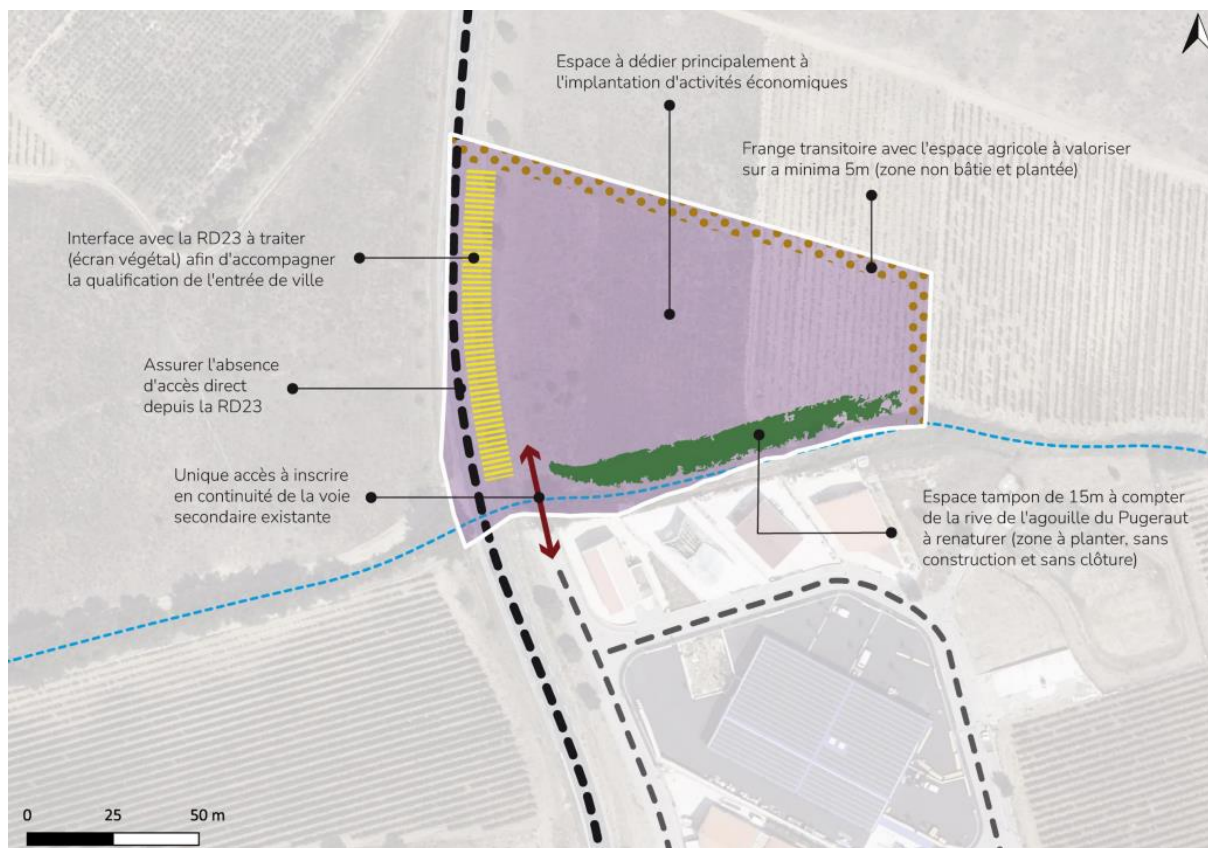 Espace à dédier principalement à
l'implantation d'activités économiques
Frange transitoire avec l'espace agricole à valoriser
sur a minima 5m (zone non bâtie et plantée)
Interface avec la RD23 à traiter
(écran végétal) afin d'accompagner
la qualification de l'entrée de ville
Assurer l'absence
d'accès direct
depuis la RD23
Unique accès à inscrire
en continuité de la voie
secondaire existante
Espace tampon de 15m à compter
de la rive de l'agouille du Pugeraut
à renaturer (zone à planter, sans
construction et sans clôture)
0 25 50 m